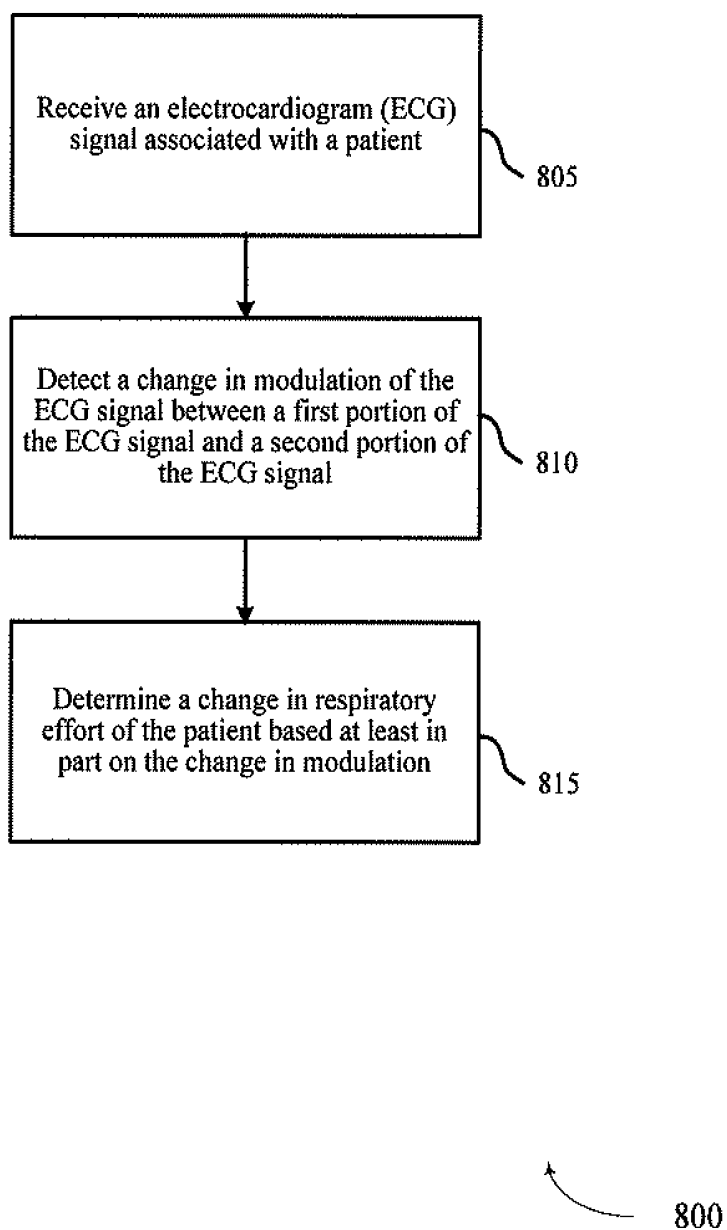 Receive an electrocardiogram (ECG)
signal associated with a patient
805
Detect a change in modulation of the
ECG signal between a first portion of
the ECG signal and a second portion of
the ECG signal
810
Determine a change in respiratory
effort of the patient based at least in
part on the change in modulation
815
800